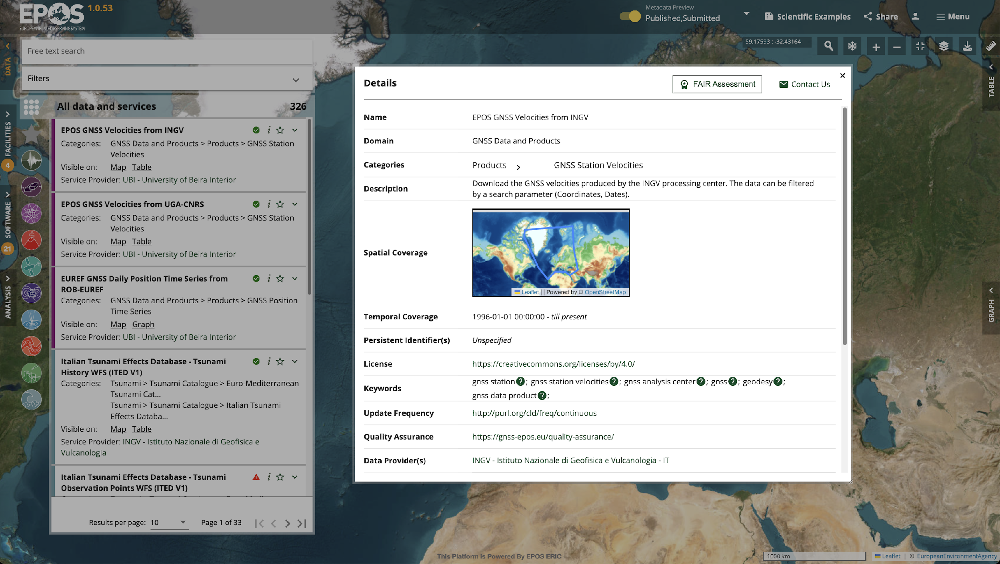 EPOS 1.0.53
EUROPEANPLATEOBSERVINGSYSTEM
Metadata Preview
Published,Submitted
Scientific Examples
Share
Menu
59.17593 : -32.43164
DATA
FACILITIES
4
SOFTWARE
21
ANALYSIS
TABLE
GRAPH
Free text search
Filters
All data and services 326
EPOS GNSS Velocities from INGV
Categories: GNSS Data and Products > Products > GNSS Station
Velocities
Visible on: Map Table
Service Provider: UBI - University of Beira Interior
EPOS GNSS Velocities from UGA-CNRS
Categories: GNSS Data and Products > Products > GNSS Station
Velocities
Visible on: Map Table
Service Provider: UBI - University of Beira Interior
EUREF GNSS Daily Position Time Series from
ROB-EUREF
Categories: GNSS Data and Products > Products > GNSS Position
Time Series
Visible on: Map Graph
Service Provider: UBI - University of Beira Interior
Italian Tsunami Effects Database - Tsunami
History WFS (ITED V1)
Categories: Tsunami > Tsunami Catalogue > Euro-Mediterranean
Tsunami Cat...
Tsunami > Tsunami Catalogue > Italian Tsunami
Effects Databa...
Visible on: Map Table
Service Provider: INGV - Istituto Nazionale di Geofisica e
Vulcanologia
Italian Tsunami Effects Database - Tsunami
Observation Points WFS (ITED V1)
Results per page: 10 Page 1 of 33
Details
FAIR Assessment
Contact Us
Name EPOS GNSS Velocities from INGV
Domain GNSS Data and Products
Categories Products > GNSS Station Velocities
Description Download the GNSS velocities produced by the INGV processing center. The data can be filtered
by a search parameter (Coordinates, Dates).
Spatial Coverage
Leaflet | | Powered by © OpenStreetMap
Temporal Coverage 1996-01-01 00:00:00 - till present
Persistent Identifier(s) Unspecified
License https://creativecommons.org/licenses/by/4.0/
Keywords gnss station?; gnss station velocities?; gnss analysis center?; gnss?; geodesy?;
gnss data product?;
Update Frequency http://purl.org/cld/freq/continuous
Quality Assurance https://gnss-epos.eu/quality-assurance/
Data Provider(s) INGV - Istituto Nazionale di Geofisica e Vulcanologia - IT
This Platform is Powered By EPOS ERIC
1000 km
Leaflet | © EuropeanEnvironmentAgency